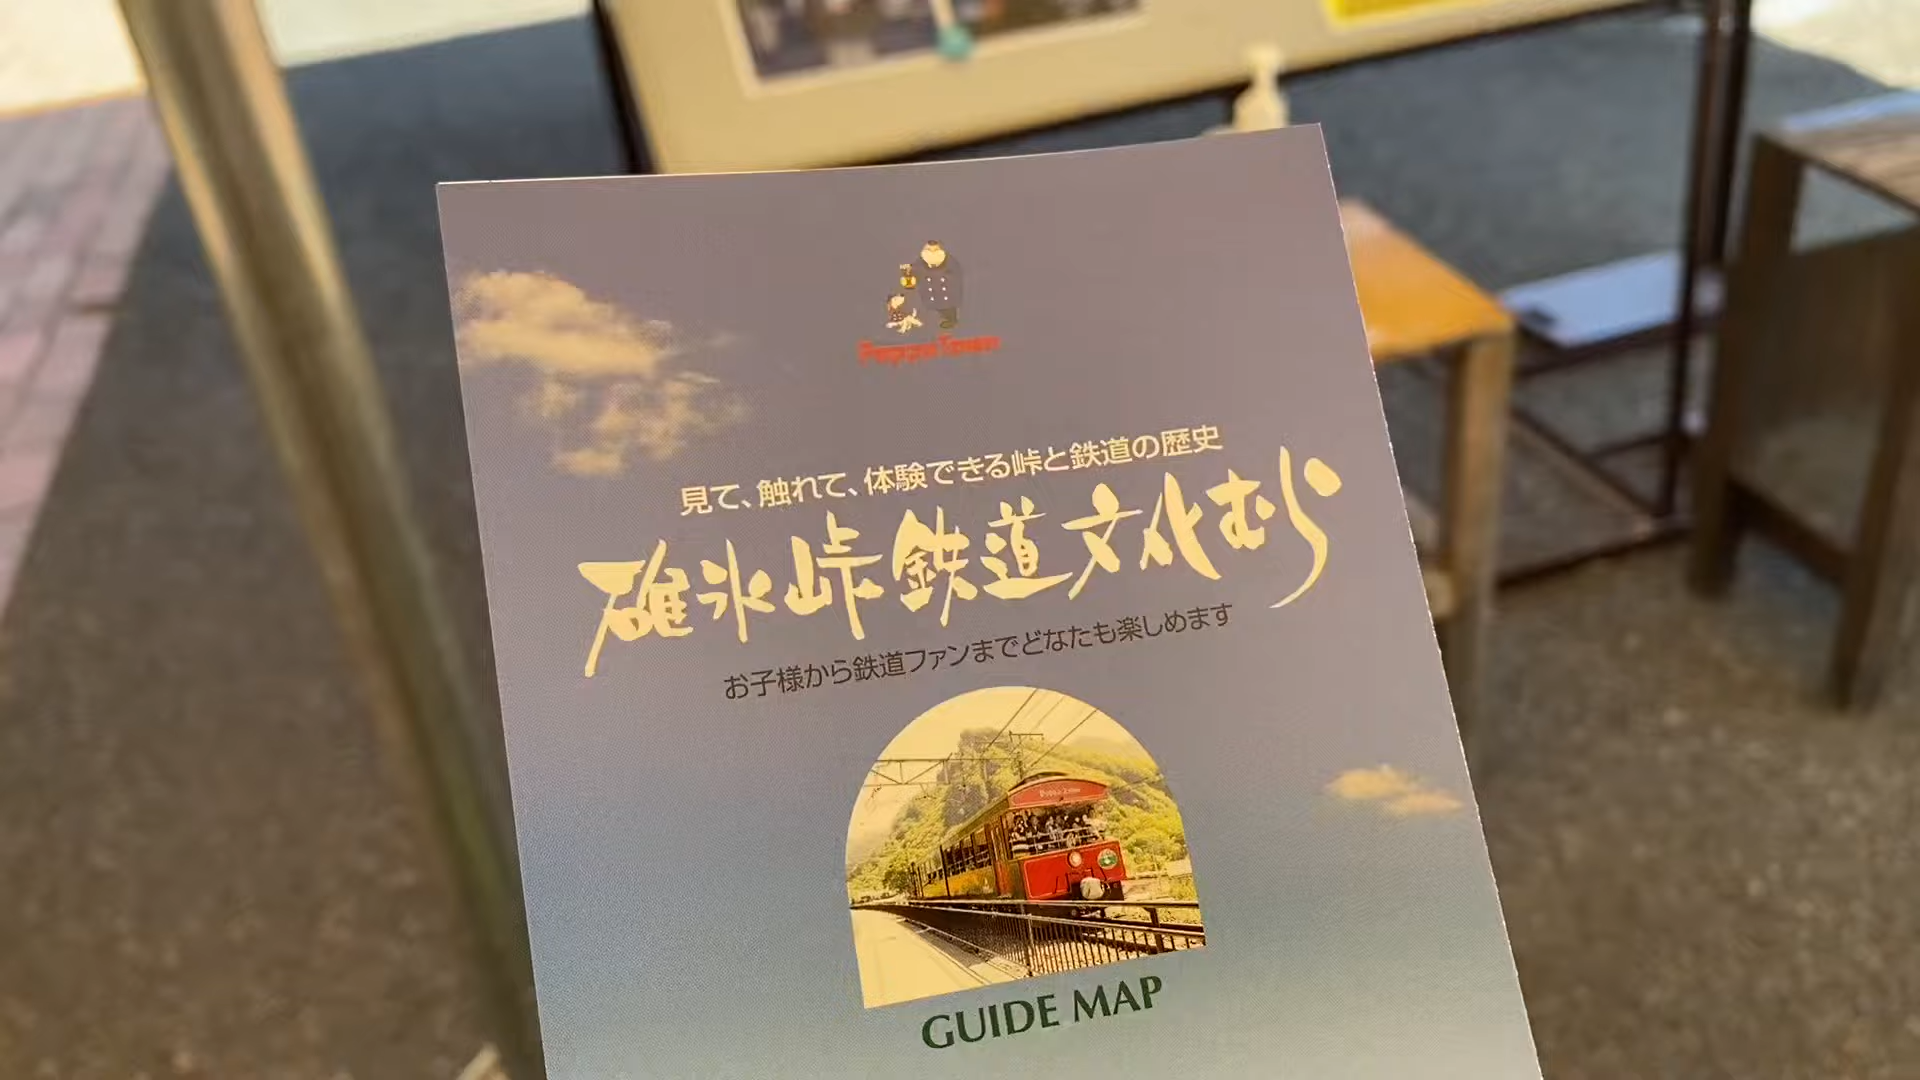 Poppo Town
見て、触れて、体験できる峠と鉄道の歴史
碓氷峠鉄道文化むら
お子様から鉄道ファンまでどなたも楽しめます
GUIDE MAP